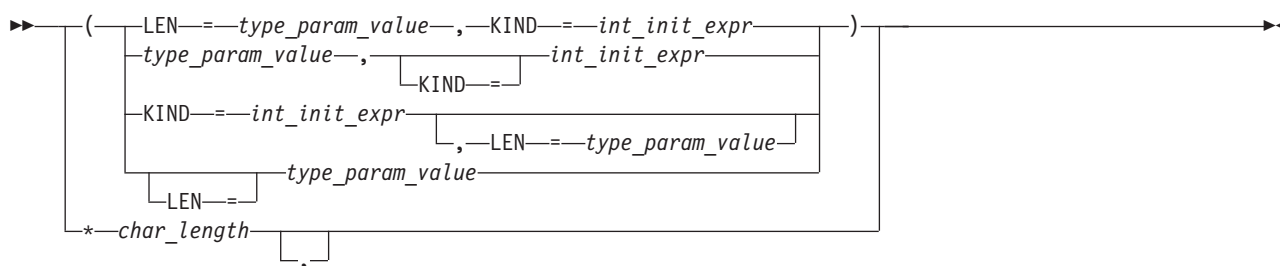 ( LEN = type_param_value , KIND = int_init_expr )
type_param_value , int_init_expr
KIND =
KIND = int_init_expr
, LEN = type_param_value
type_param_value
LEN =
* char_length
,